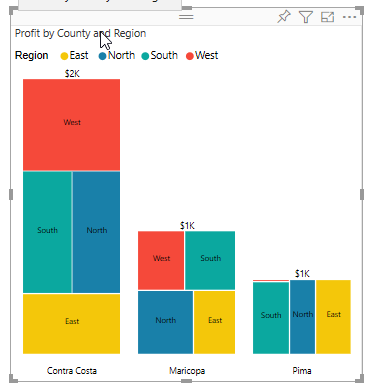 Profit by County and Region
Region East North South West
$2K
West
South North
East
$1K
West South
North East
$1K
South North East
Contra Costa Maricopa Pima